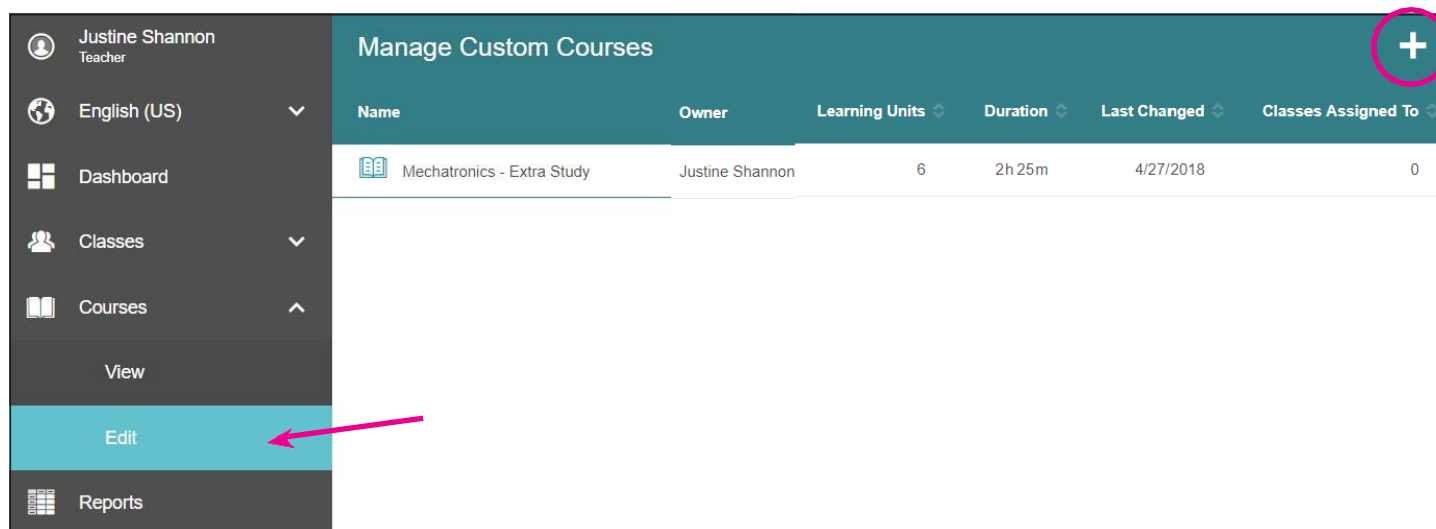 Justine Shannon
Teacher
English (US)
Dashboard
Classes
Courses
View
Edit
Reports
Manage Custom Courses
Name Owner Learning Units Duration Last Changed Classes Assigned To
Mechatronics - Extra Study Justine Shannon 6 2h 25m 4/27/2018 0